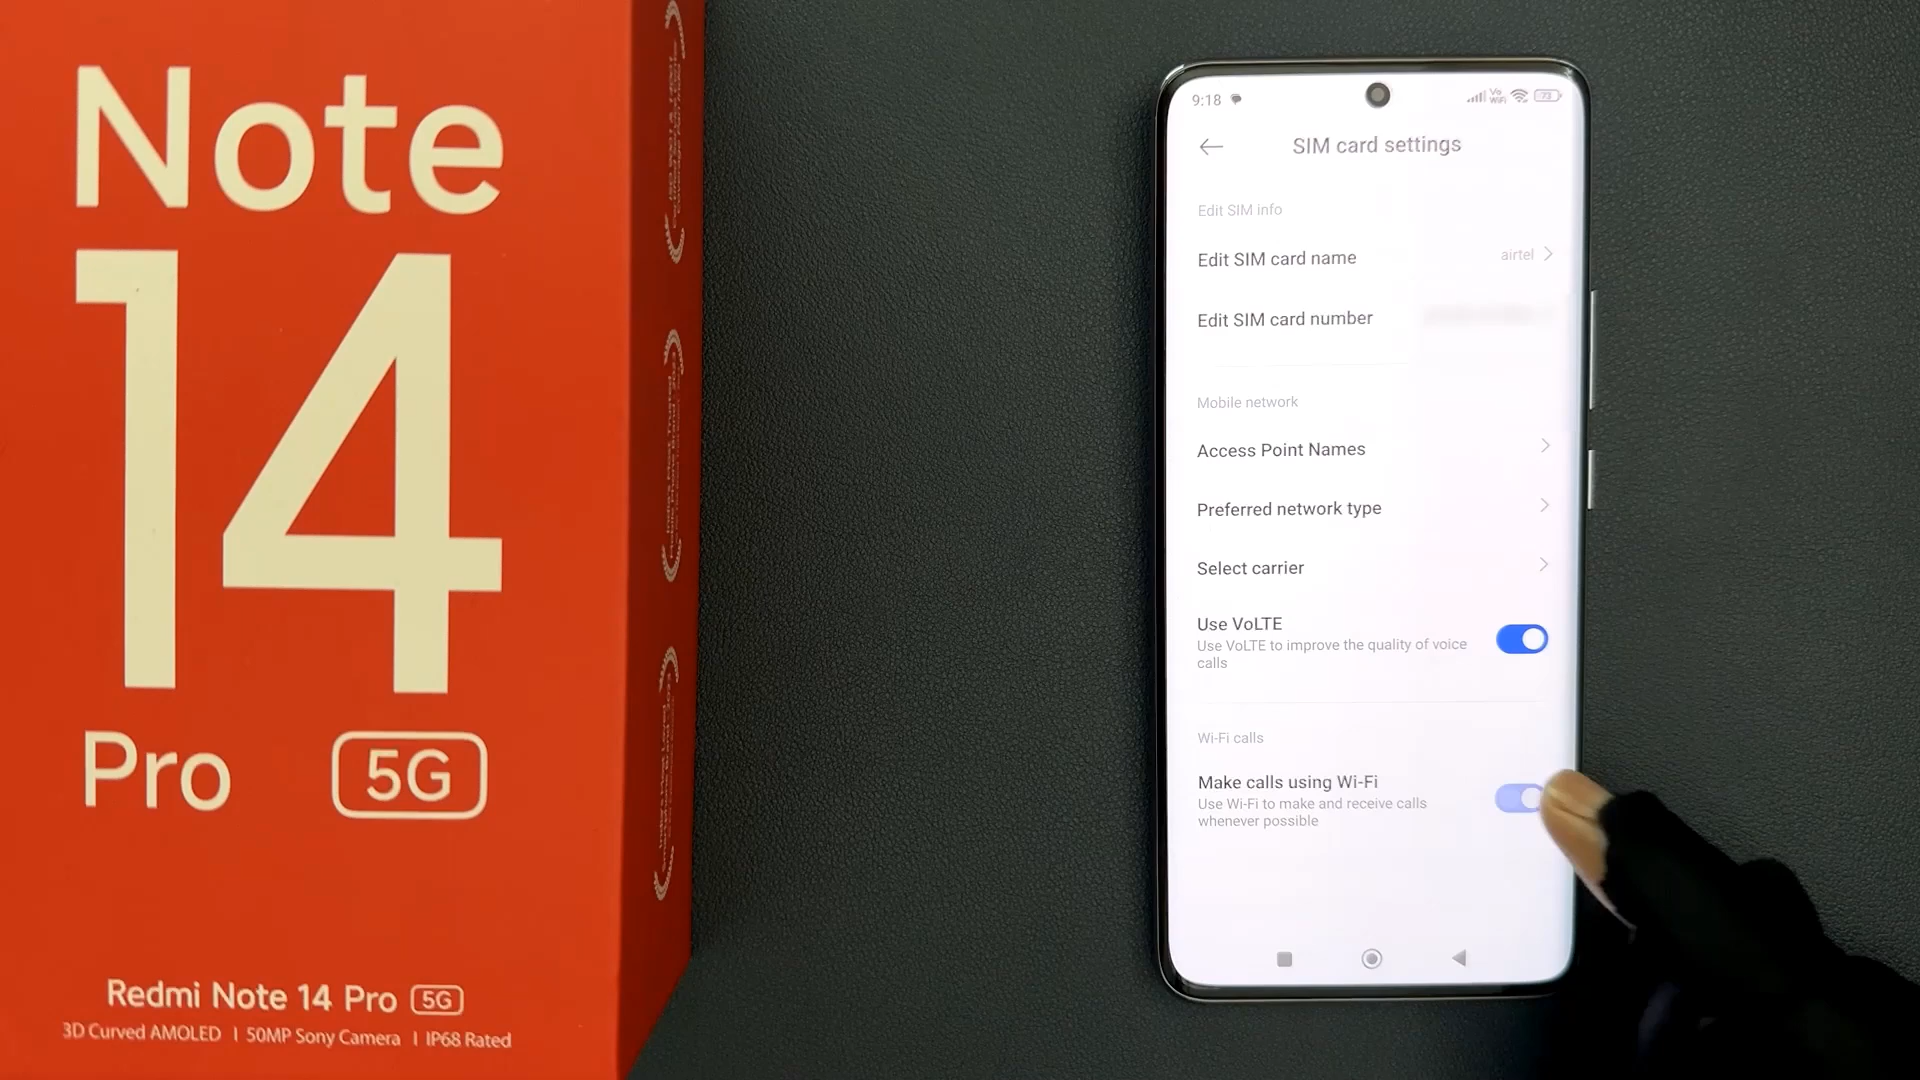 Note
14
Pro 5G
Redmi Note 14 Pro 5G
3D Curved AMOLED | 50MP Sony Camera | IP68 Rated
9:18
Vo
WiFi
73
SIM card settings
Edit SIM info
Edit SIM card name airtel
Edit SIM card number
Mobile network
Access Point Names
Preferred network type
Select carrier
Use VoLTE
Use VoLTE to improve the quality of voice
calls
Wi-Fi calls
Make calls using Wi-Fi
Use Wi-Fi to make and receive calls
whenever possible